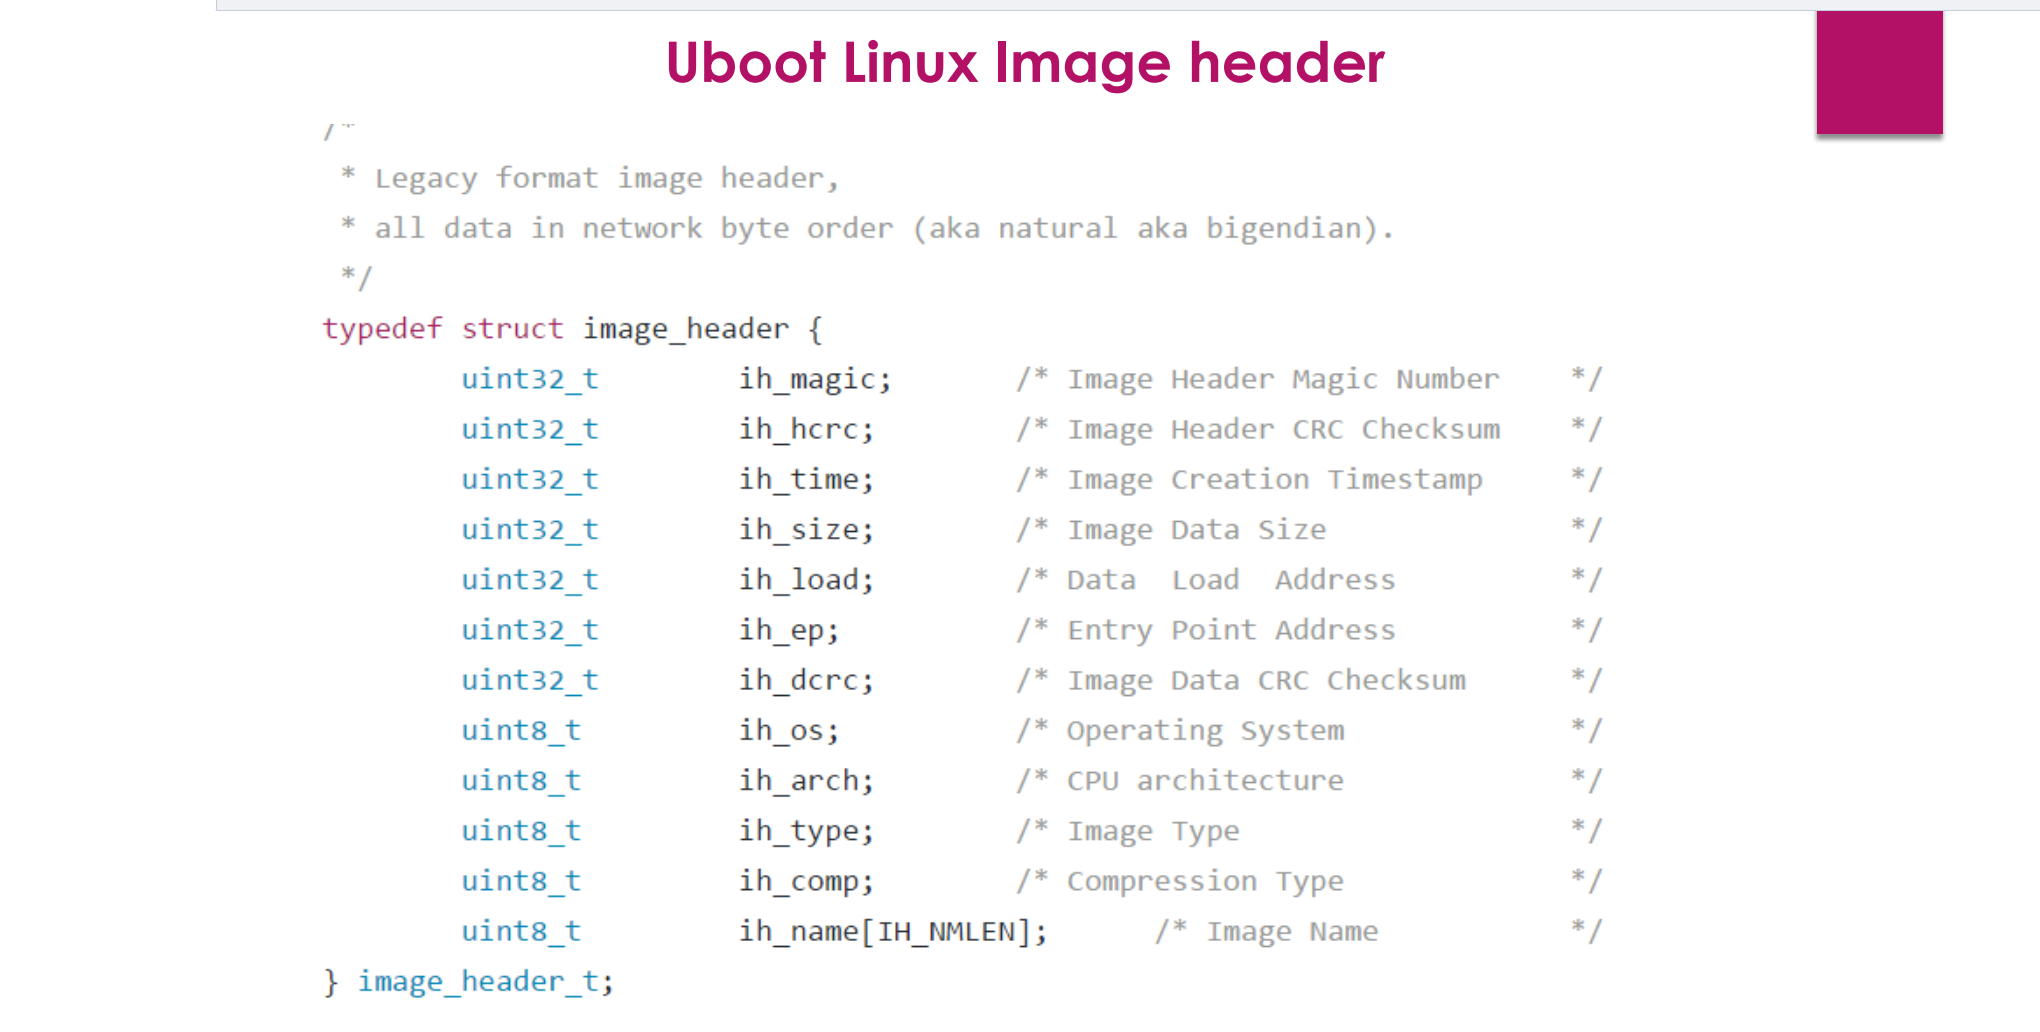 Uboot Linux Image header
/*
 * Legacy format image header,
 * all data in network byte order (aka natural aka bigendian).
 */
typedef struct image_header {
        uint32_t        ih_magic;       /* Image Header Magic Number    */
        uint32_t        ih_hcrc;        /* Image Header CRC Checksum    */
        uint32_t        ih_time;        /* Image Creation Timestamp     */
        uint32_t        ih_size;        /* Image Data Size              */
        uint32_t        ih_load;        /* Data  Load  Address          */
        uint32_t        ih_ep;          /* Entry Point Address          */
        uint32_t        ih_dcrc;        /* Image Data CRC Checksum      */
        uint8_t         ih_os;          /* Operating System             */
        uint8_t         ih_arch;        /* CPU architecture             */
        uint8_t         ih_type;        /* Image Type                   */
        uint8_t         ih_comp;        /* Compression Type             */
        uint8_t         ih_name[IH_NMLEN];      /* Image Name           */
} image_header_t;